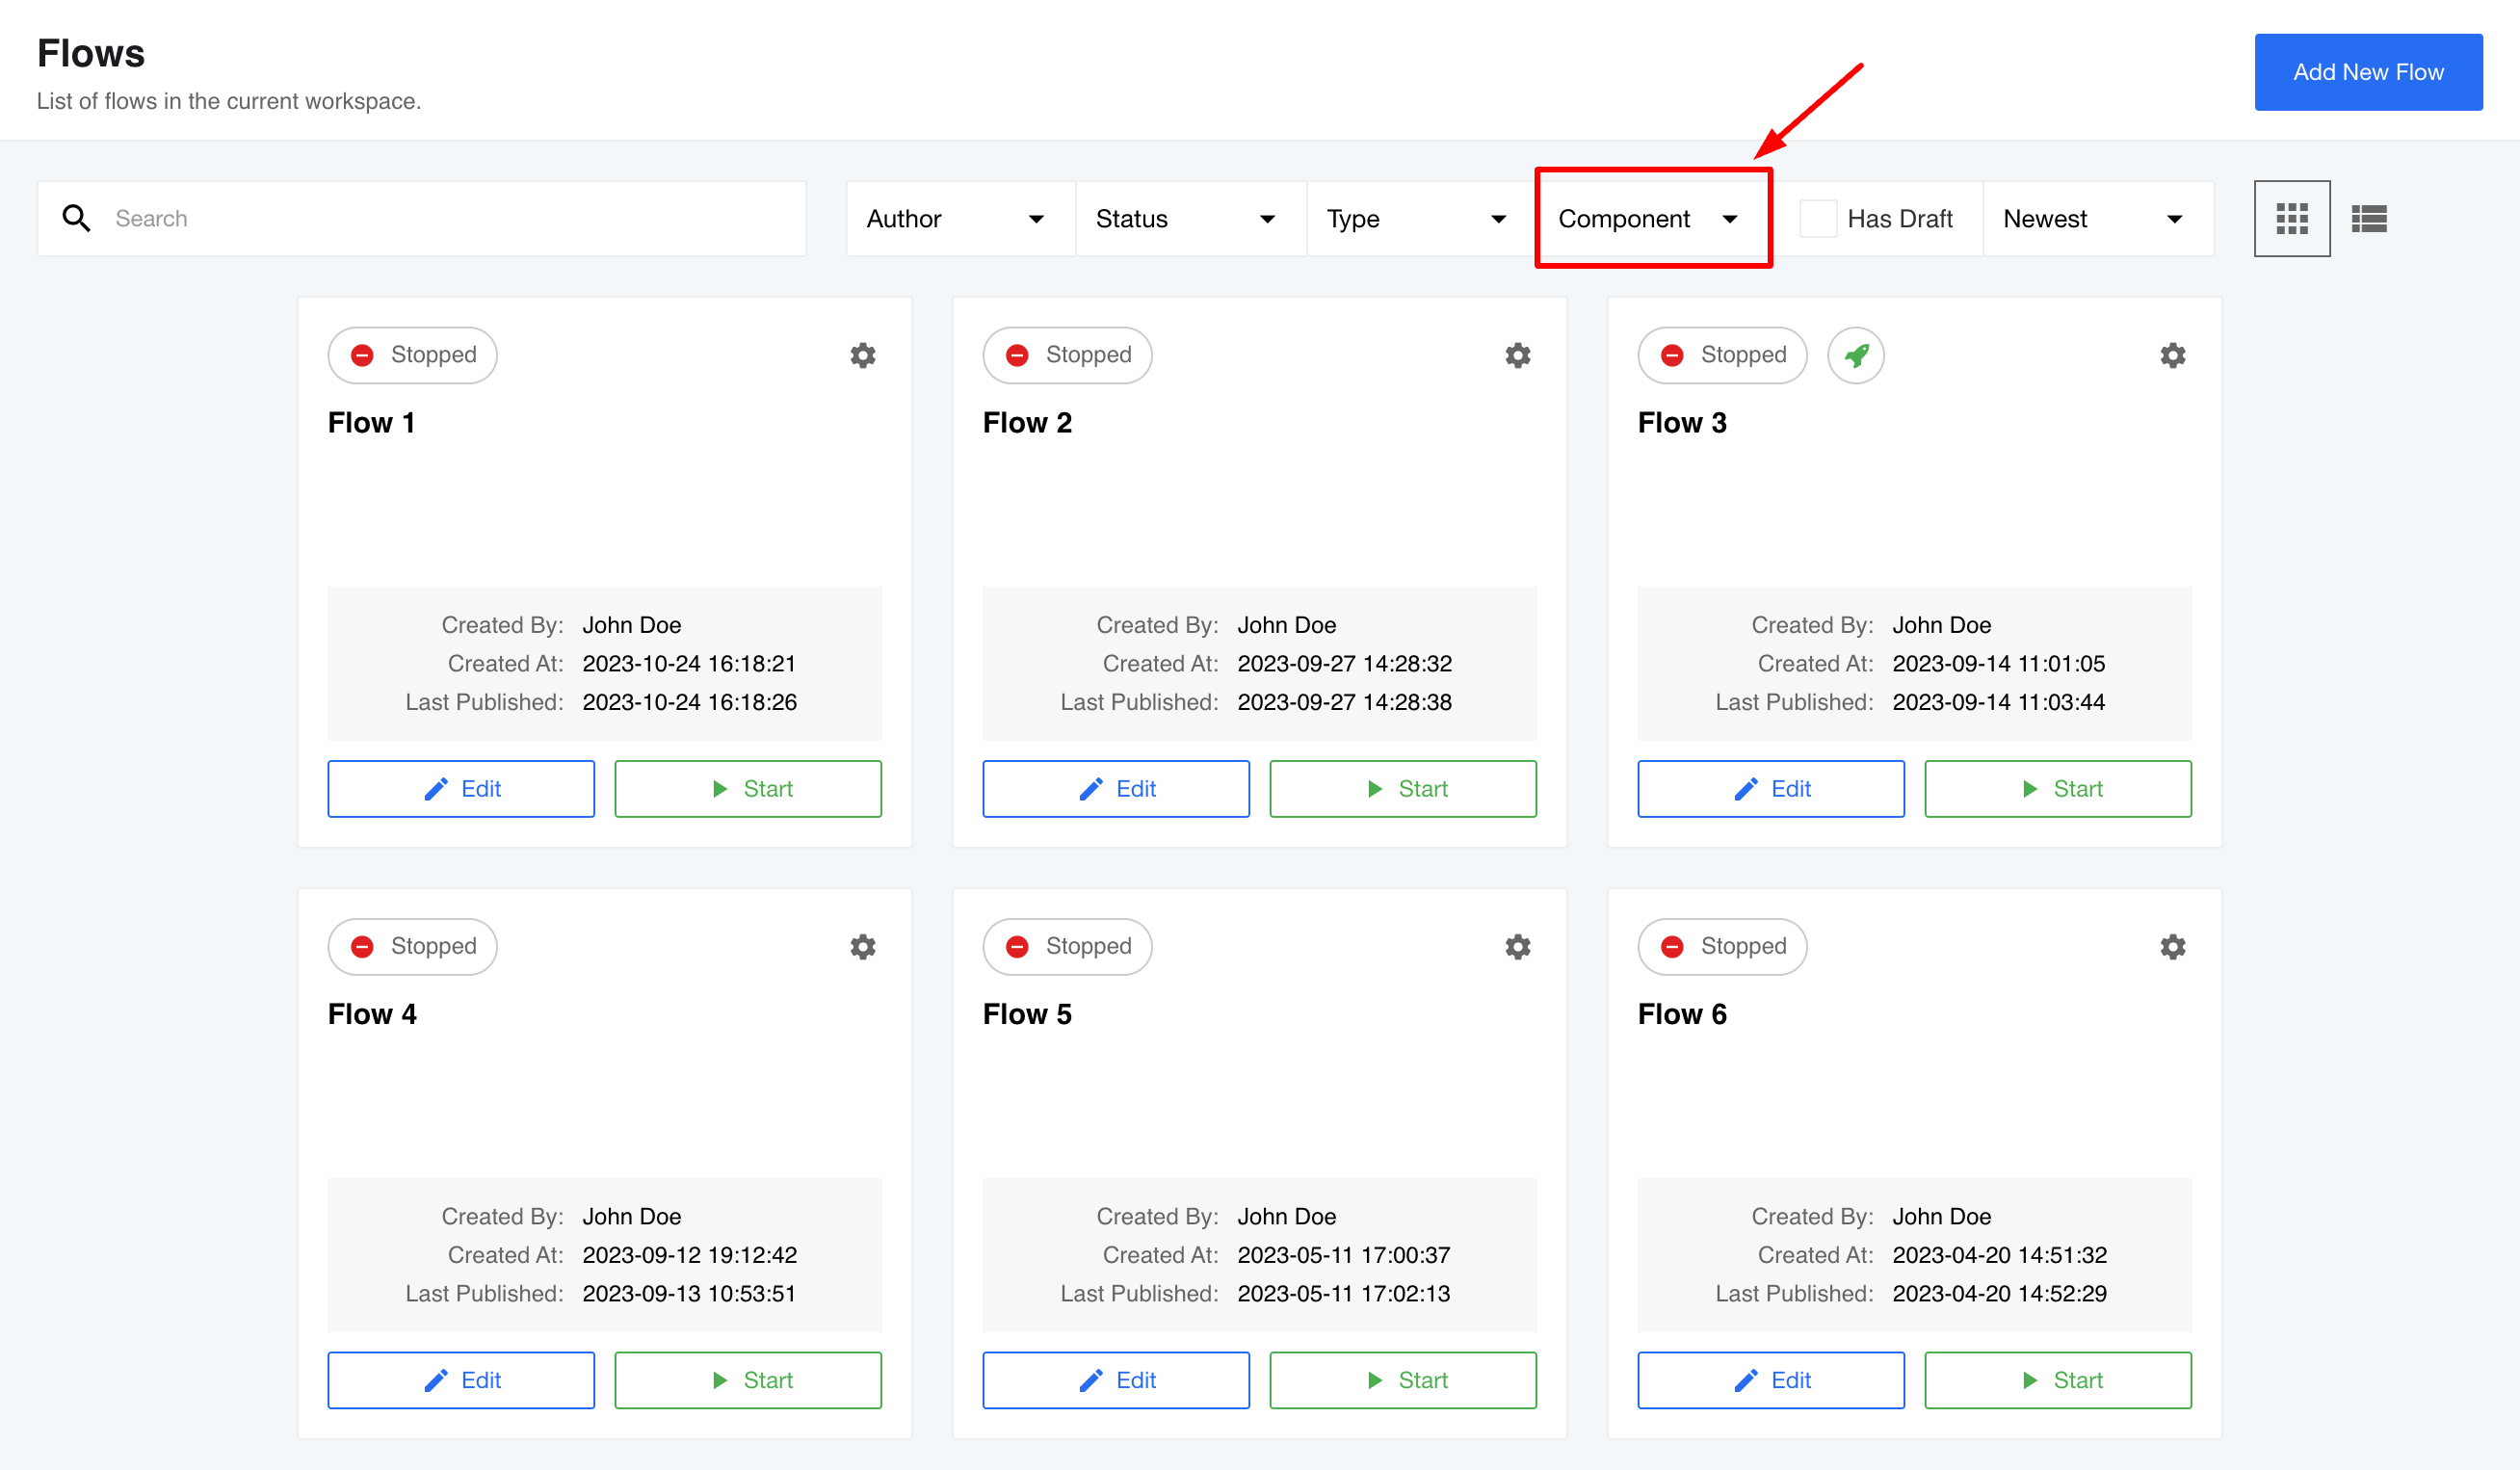 Flows
List of flows in the current workspace.
Add New Flow
Search
Author
Status
Type
Component
Has Draft
Newest
Stopped
Flow 1
Created By: John Doe
Created At: 2023-10-24 16:18:21
Last Published: 2023-10-24 16:18:26
Edit
Start
Stopped
Flow 2
Created By: John Doe
Created At: 2023-09-27 14:28:32
Last Published: 2023-09-27 14:28:38
Edit
Start
Stopped
Flow 3
Created By: John Doe
Created At: 2023-09-14 11:01:05
Last Published: 2023-09-14 11:03:44
Edit
Start
Stopped
Flow 4
Created By: John Doe
Created At: 2023-09-12 19:12:42
Last Published: 2023-09-13 10:53:51
Edit
Start
Stopped
Flow 5
Created By: John Doe
Created At: 2023-05-11 17:00:37
Last Published: 2023-05-11 17:02:13
Edit
Start
Stopped
Flow 6
Created By: John Doe
Created At: 2023-04-20 14:51:32
Last Published: 2023-04-20 14:52:29
Edit
Start